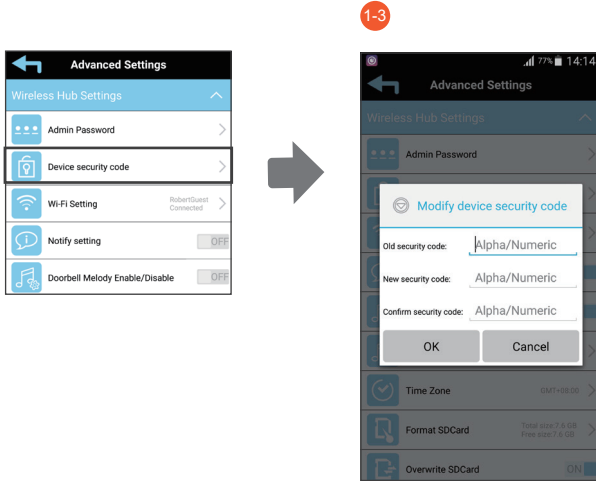 1-3
Advanced Settings
Wireless Hub Settings
Admin Password
Device security code
Wi-Fi Setting
RobertGuest
Connected
Notify setting
OFF
Doorbell Melody Enable/Disable
OFF
77% 14:14
Advanced Settings
Wireless Hub Settings
Admin Password
Modify device security code
Old security code: Alpha/Numeric
New security code: Alpha/Numeric
Confirm security code: Alpha/Numeric
OK Cancel
Time Zone
GMT+08:00
Format SDCard
Total size:7.6 GB
Free size:7.6 GB
Overwrite SDCard
ON